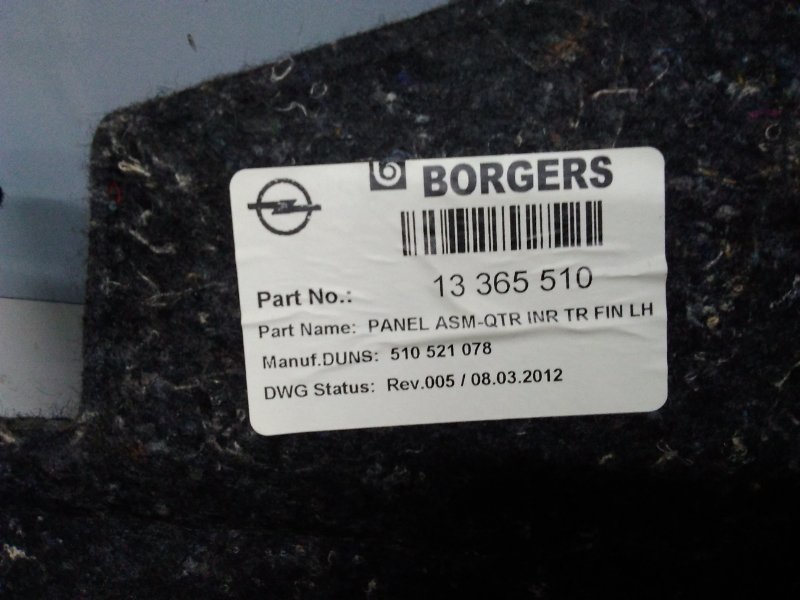 BORGERS
Part No.: 13 365 510
Part Name: PANEL ASM-QTR INR TR FIN LH
Manuf.DUNS: 510 521 078
DWG Status: Rev.005 / 08.03.2012